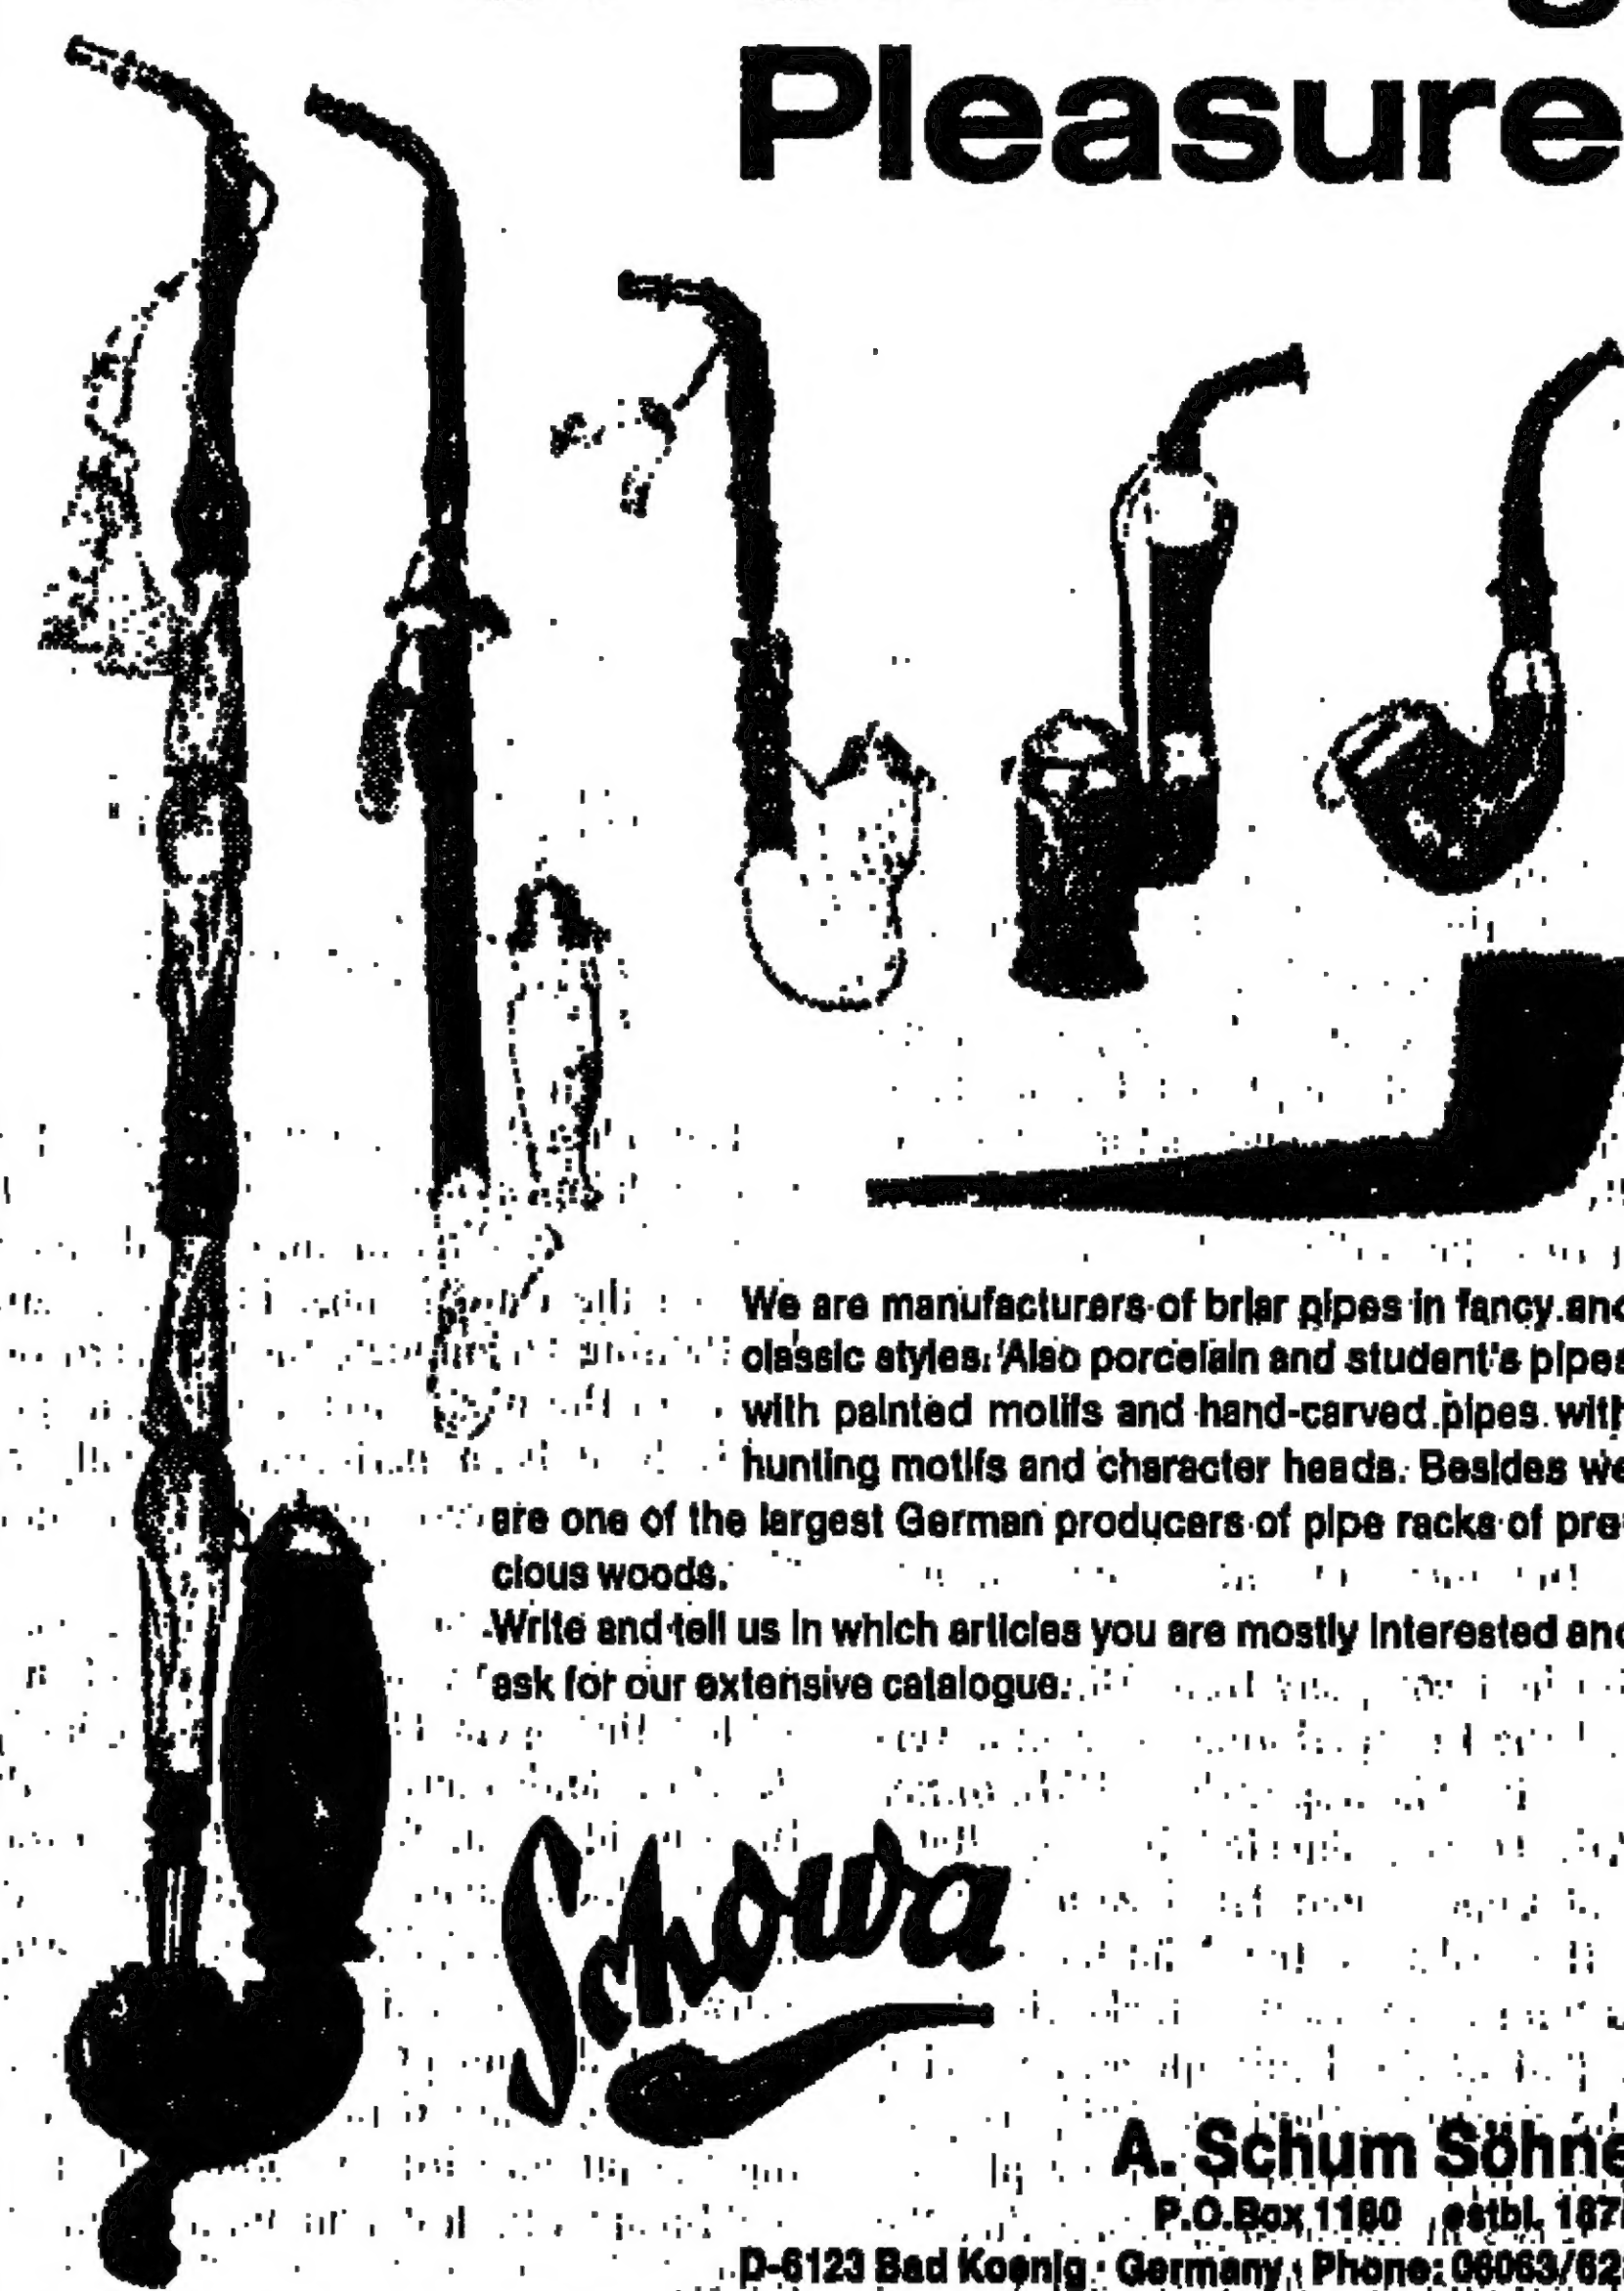 Pleasure
We are manufacturers of briar pipes in fancy and
classic styles. Also porcelain and student's pipes
with painted motifs and hand-carved pipes with
hunting motifs and character heads. Besides we
are one of the largest German producers of pipe racks of pre-
cious woods.
Write and tell us in which articles you are mostly interested and
ask for our extensive catalogue.
Schowa
A. Schum Söhne
P.O.Box 1180 estbl. 187
D-6123 Bad Koenig · Germany · Phone: 06063/62